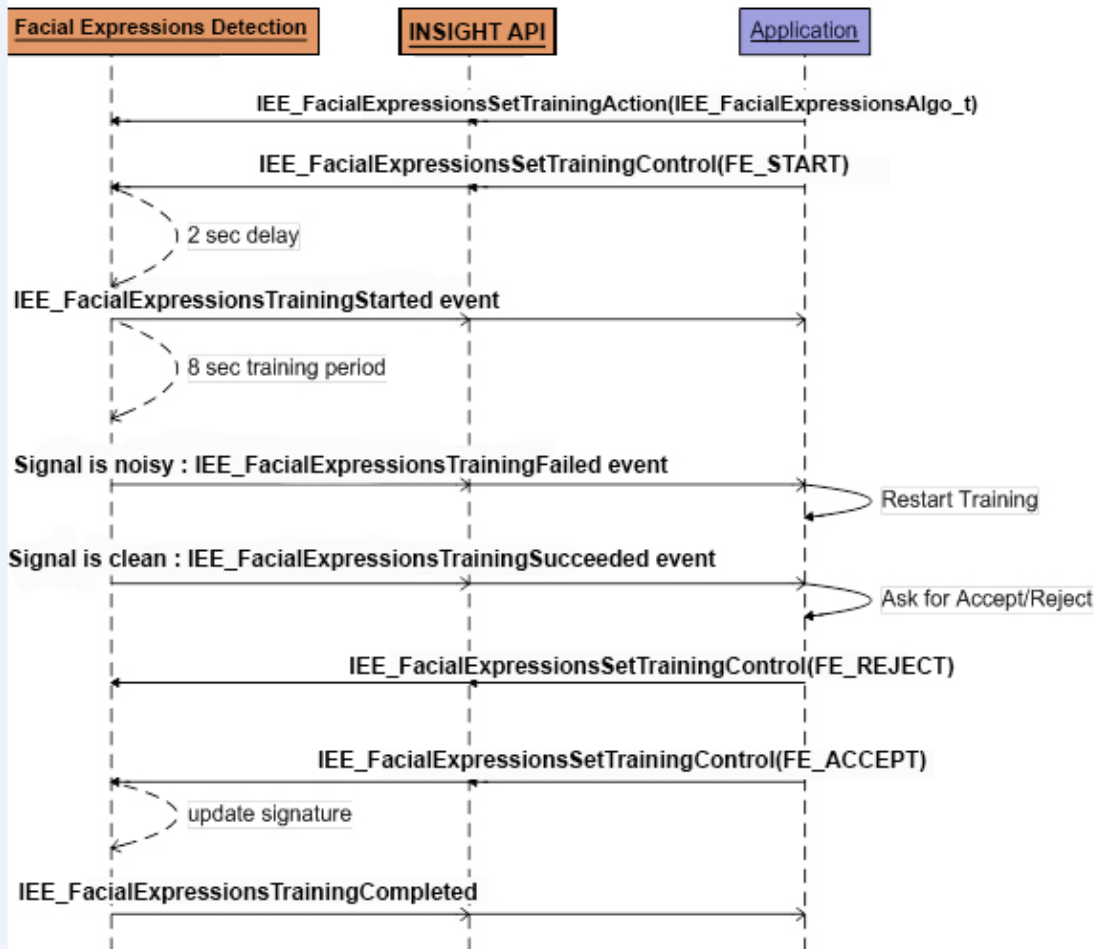 Facial Expressions Detection
INSIGHT API
Application
IEE_FacialExpressionsSetTrainingAction(IEE_FacialExpressionsAlgo_t)
IEE_FacialExpressionsSetTrainingControl(FE_START)
2 sec delay
IEE_FacialExpressionsTrainingStarted event
8 sec training period
Signal is noisy : IEE_FacialExpressionsTrainingFailed event
Restart Training
Signal is clean : IEE_FacialExpressionsTrainingSucceeded event
Ask for Accept/Reject
IEE_FacialExpressionsSetTrainingControl(FE_REJECT)
IEE_FacialExpressionsSetTrainingControl(FE_ACCEPT)
update signature
IEE_FacialExpressionsTrainingCompleted